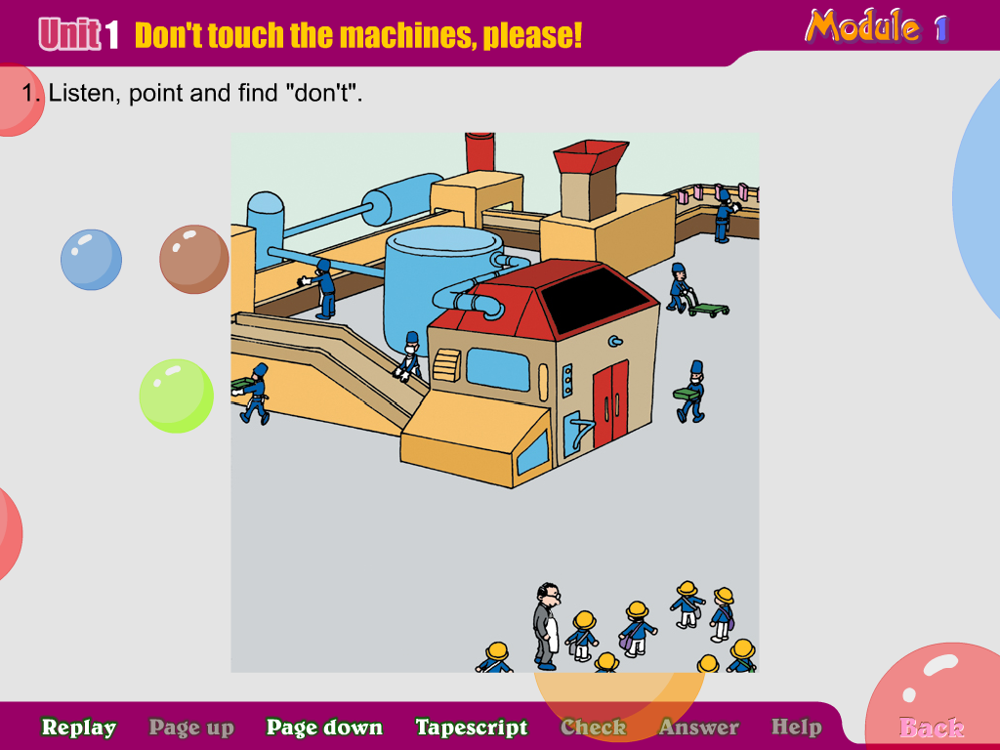 Unit 1 Don't touch the machines, please!
Module 1
1. Listen, point and find "don't".
Replay Page up Page down Tapescript Check Answer Help Back